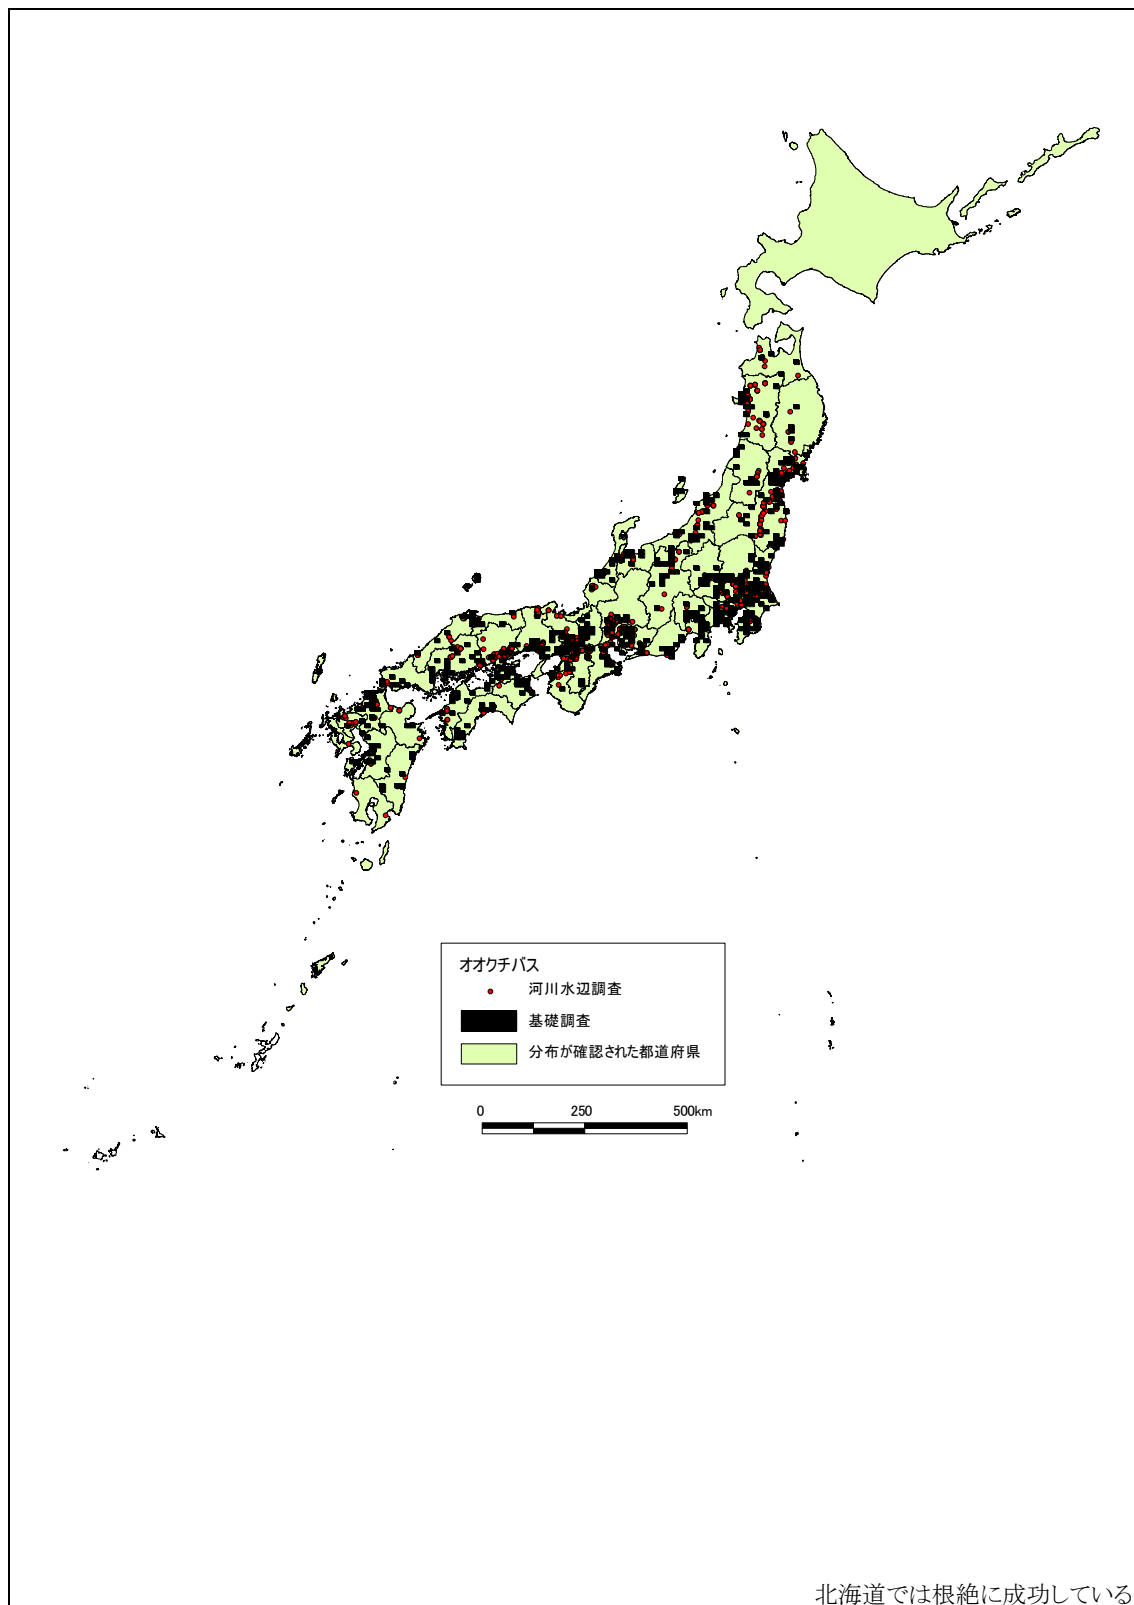 オオクチバス
河川水辺調査
基礎調査
分布が確認された都道府県
0 250 500km
北海道では根絶に成功している